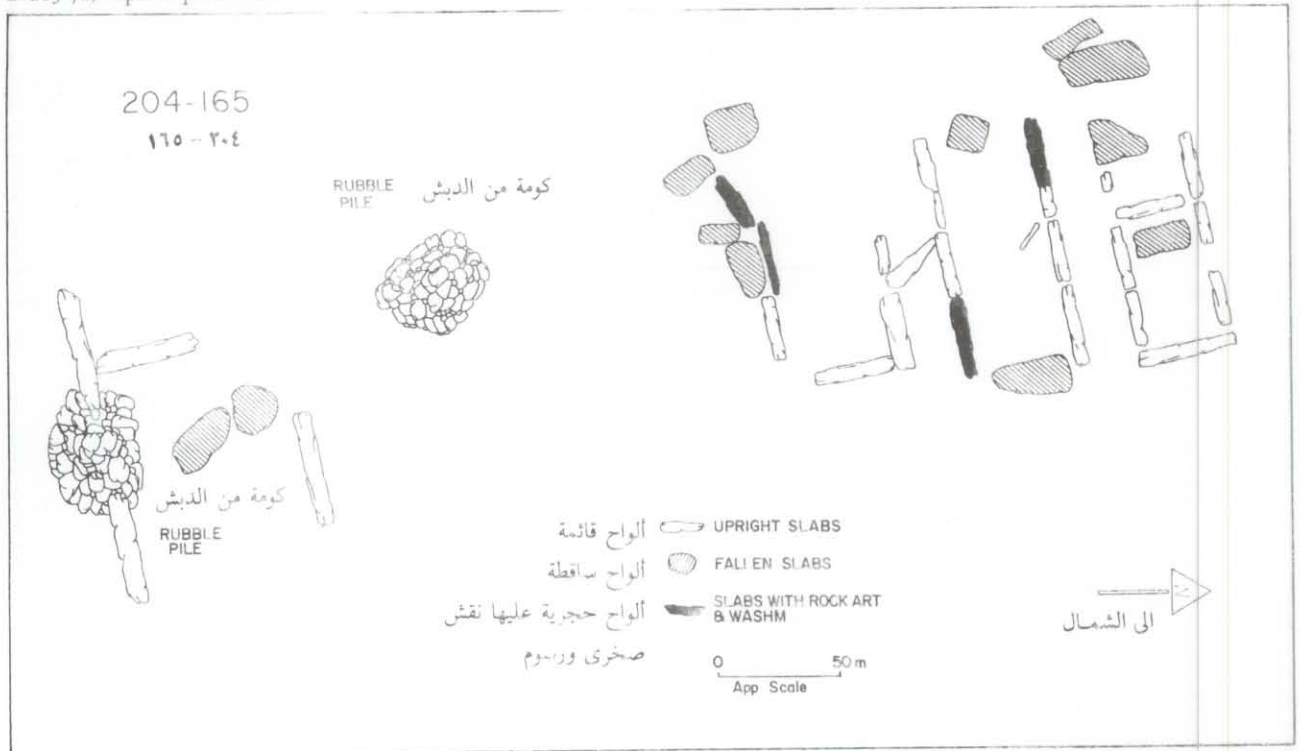 204-165
٢٠٤ – ١٦٥
RUBBLE PILE كومة من الدبش
كومة من الدبش
RUBBLE PILE
ألواح قائمة UPRIGHT SLABS
ألواح ساقطة FALLEN SLABS
ألواح حجرية عليها نقش SLABS WITH ROCK ART
& WASHM
صخرى ورسوم
0 50 m
App Scale
N
الى الشمال